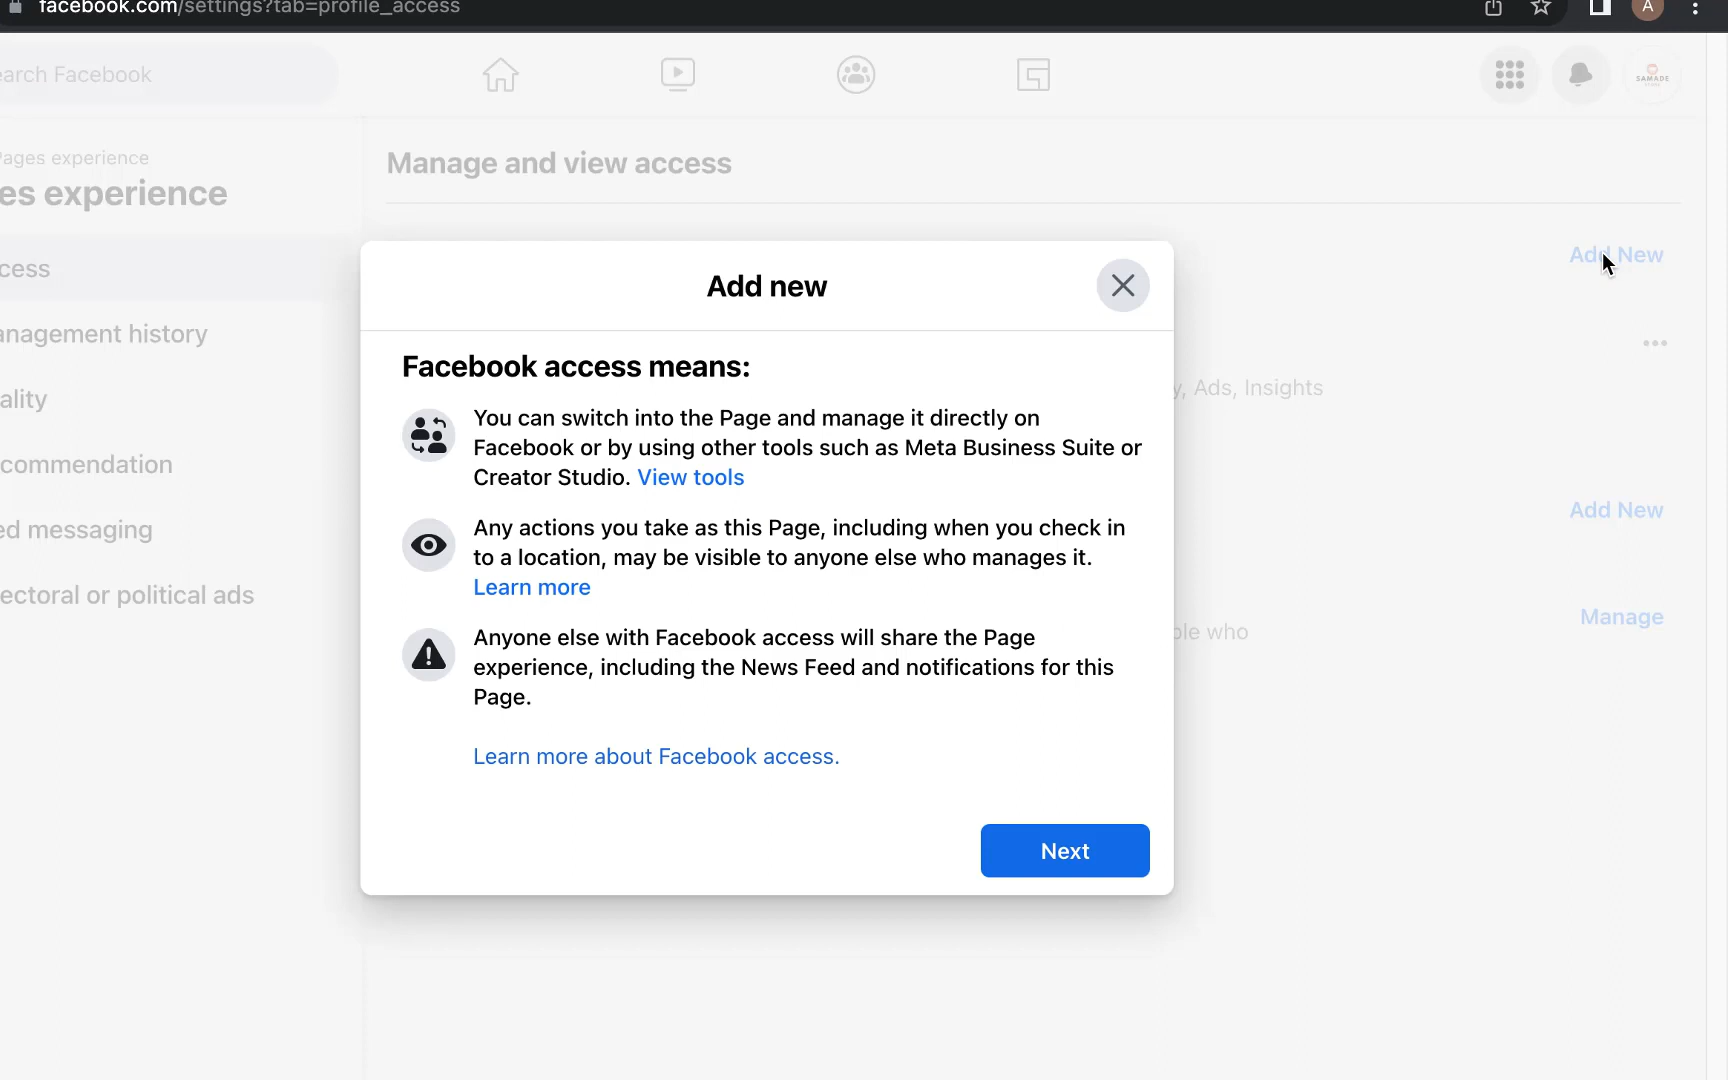 facebook.com/settings?tab=profile_access
earch Facebook
SAMADE
Pages experience
es experience
Manage and view access
Add New
cess
Add new
anagement history
Facebook access means:
y, Ads, Insights
ality
You can switch into the Page and manage it directly on
Facebook or by using other tools such as Meta Business Suite or
Creator Studio. View tools
commendation
Add New
ed messaging
Any actions you take as this Page, including when you check in
to a location, may be visible to anyone else who manages it.
Learn more
ectoral or political ads
Manage
ple who
Anyone else with Facebook access will share the Page
experience, including the News Feed and notifications for this
Page.
Learn more about Facebook access.
Next
A